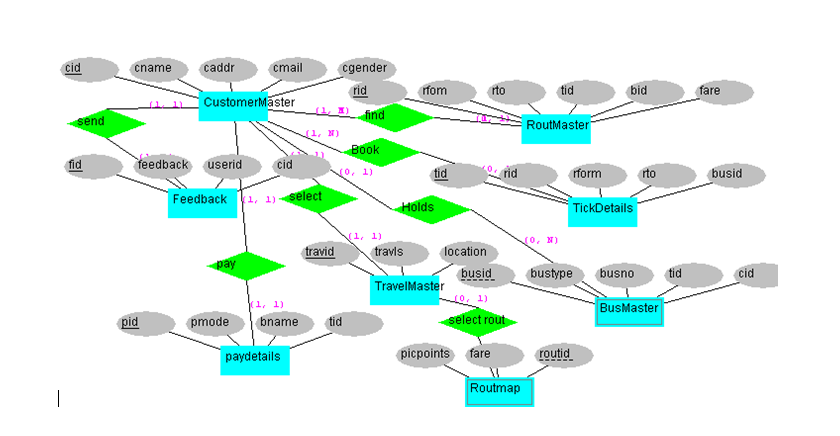 cid cname caddr cmail cgender
rid rfom rto tid bid fare
CustomerMaster
(1, 1)
send
find
RoutMaster
(1, N)
Book
fid feedback userid cid
(0, 1)
tid rid rform rto busid
Feedback
(1, 1)
select
Holds
TickDetails
(1, 1)
(0, N)
travid travls location
pay
busid bustype busno tid cid
TravelMaster
(0, 1)
(1, 1)
BusMaster
pid pmode bname tid
select rout
paydetails
picpoints fare routid
Routmap